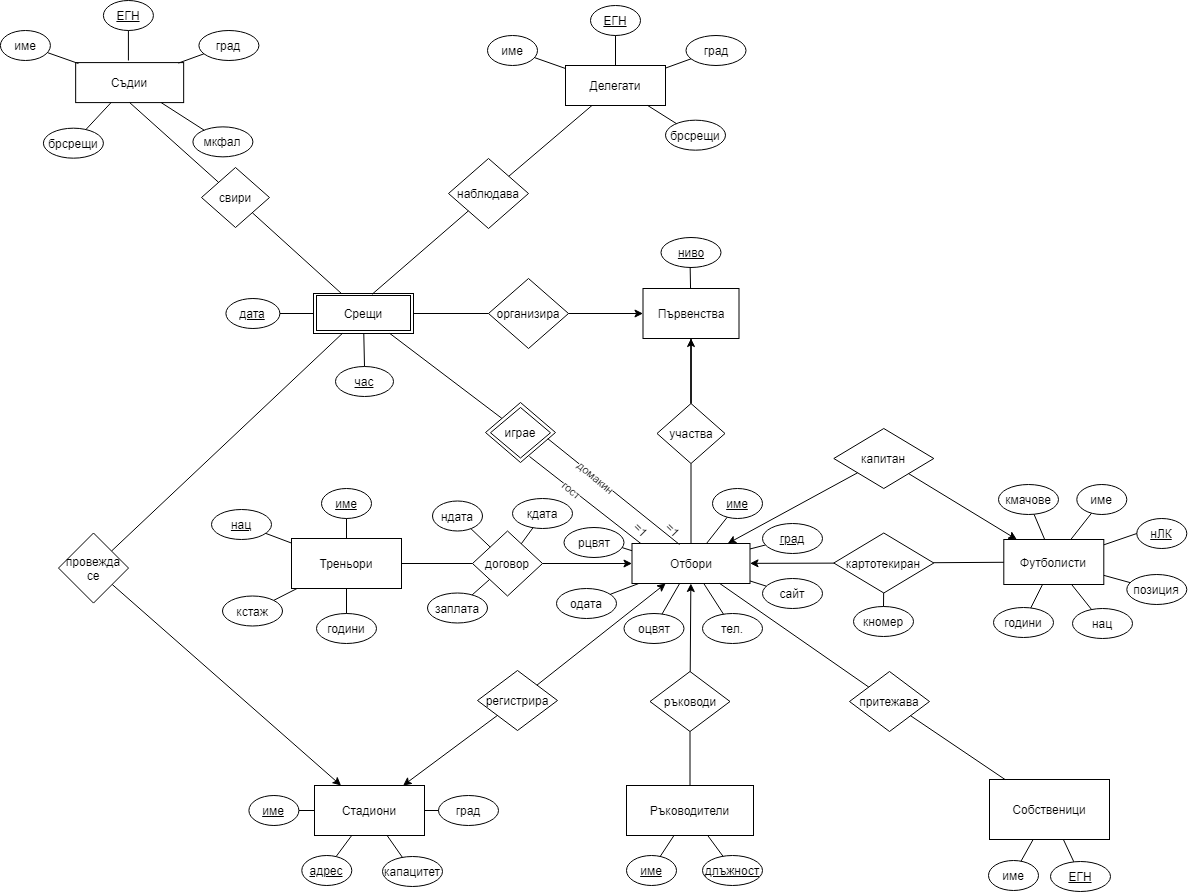 ЕГН
име
град
Съдии
брсрещи
мкфал
ЕГН
име
град
Делегати
брсрещи
свири
наблюдава
ниво
дата
Срещи
организира
Първенства
час
играе
участва
гост
домакин
=1
=1
капитан
име
нац
Треньори
кстаж
години
ндата
кдата
договор
заплата
име
рцвят
град
Отбори
сайт
одата
оцвят
тел.
картотекиран
кномер
кмачове
име
нЛК
Футболисти
позиция
години
нац
провежда
се
регистрира
ръководи
притежава
име
Стадиони
град
адрес
капацитет
Ръководители
име
длъжност
Собственици
име
ЕГН